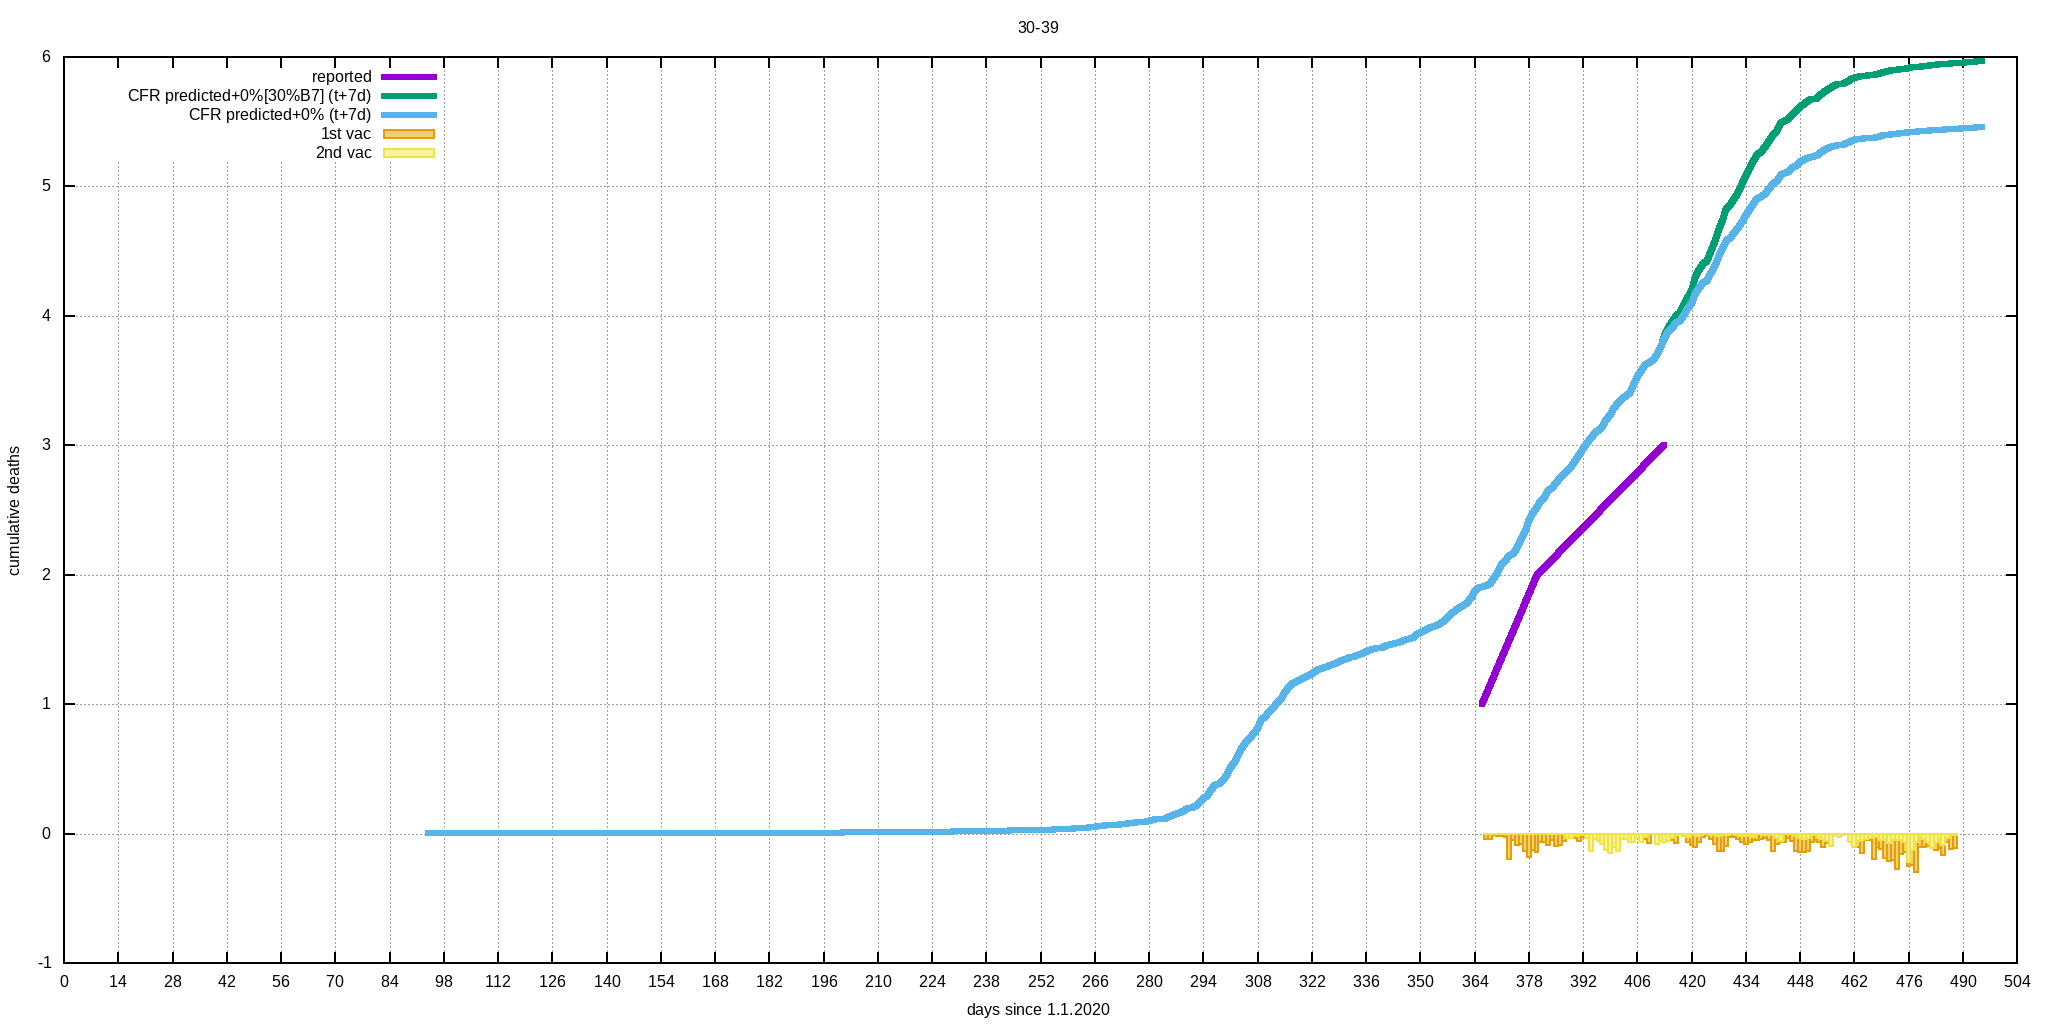 30-39
reported
CFR predicted+0%[30%B7] (t+7d)
CFR predicted+0% (t+7d)
1st vac
2nd vac
cumulative deaths
6
5
4
3
2
1
0
-1
0 14 28 42 56 70 84 98 112 126 140 154 168 182 196 210 224 238 252 266 280 294 308 322 336 350 364 378 392 406 420 434 448 462 476 490 504
days since 1.1.2020